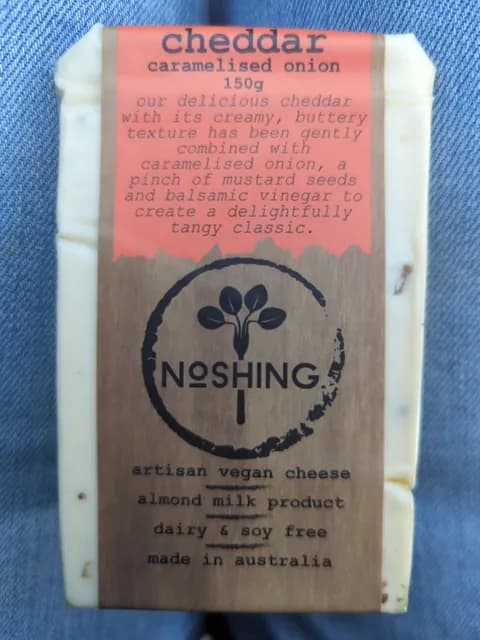 cheddar
caramelised onion
150g
our delicious cheddar
with its creamy, buttery
texture has been gently
combined with
caramelised onion, a
pinch of mustard seeds
and balsamic vinegar to
create a delightfully
tangy classic.
NoSHING
artisan vegan cheese
almond milk product
dairy & soy free
made in australia